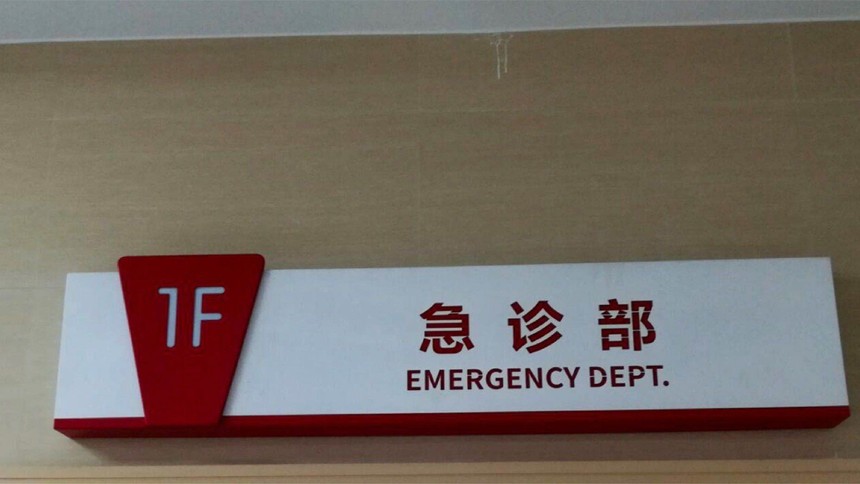 1F
急诊部
EMERGENCY DEPT.